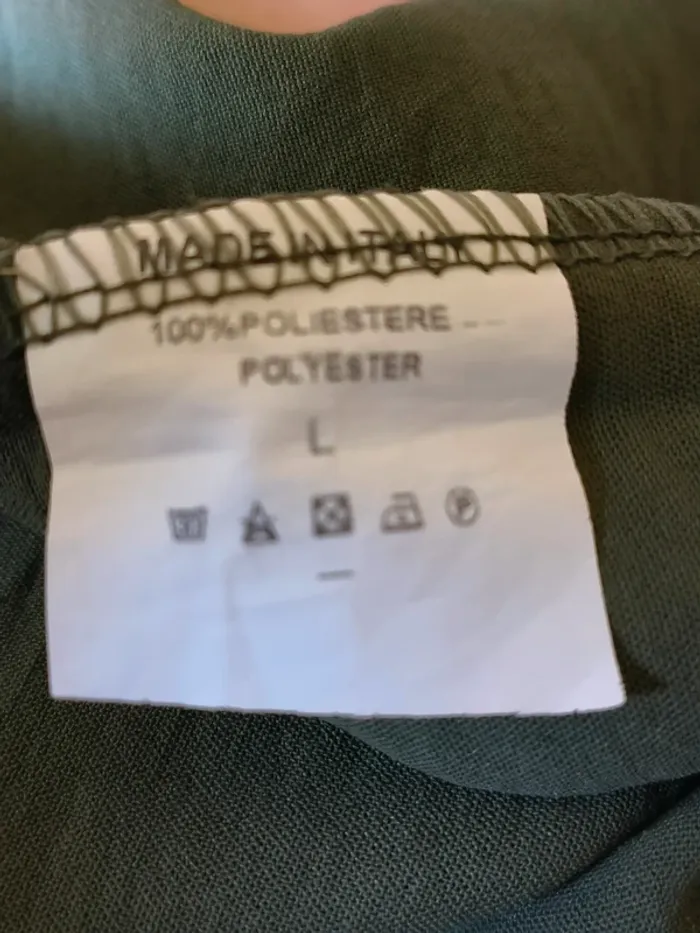 MADE IN ITALY
100%POLIESTERE
POLYESTER
L